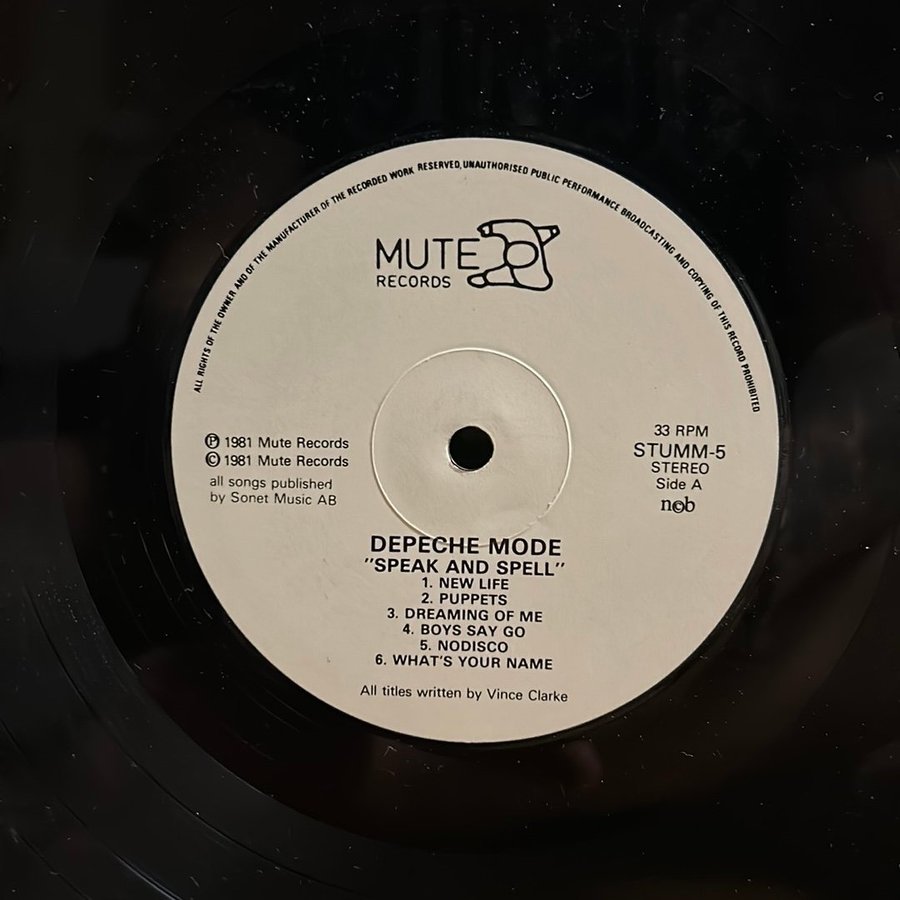 ALL RIGHTS OF THE OWNER AND OF THE MANUFACTURER OF THE RECORDED WORK RESERVED, UNAUTHORISED PUBLIC PERFORMANCE BROADCASTING AND COPYING OF THIS RECORD PROHIBITED
MUTE
RECORDS
℗ 1981 Mute Records
© 1981 Mute Records
all songs published
by Sonet Music AB
33 RPM
STUMM-5
STEREO
Side A
ncb
DEPECHE MODE
"SPEAK AND SPELL"
1. NEW LIFE
2. PUPPETS
3. DREAMING OF ME
4. BOYS SAY GO
5. NODISCO
6. WHAT'S YOUR NAME
All titles written by Vince Clarke